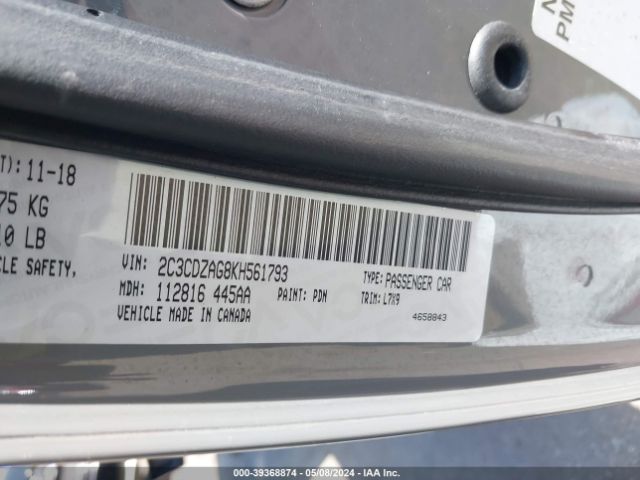 N
PM
T): 11-18
75 KG
10 LB
CLE SAFETY,
VIN: 2C3CDZAG8KH561793
TYPE: PASSENGER CAR
MDH: 112816 445AA
PAINT: PDN
TRIM: L7X9
VEHICLE MADE IN CANADA
4658843
000-39368874 | 05/08/2024 | IAA Inc.